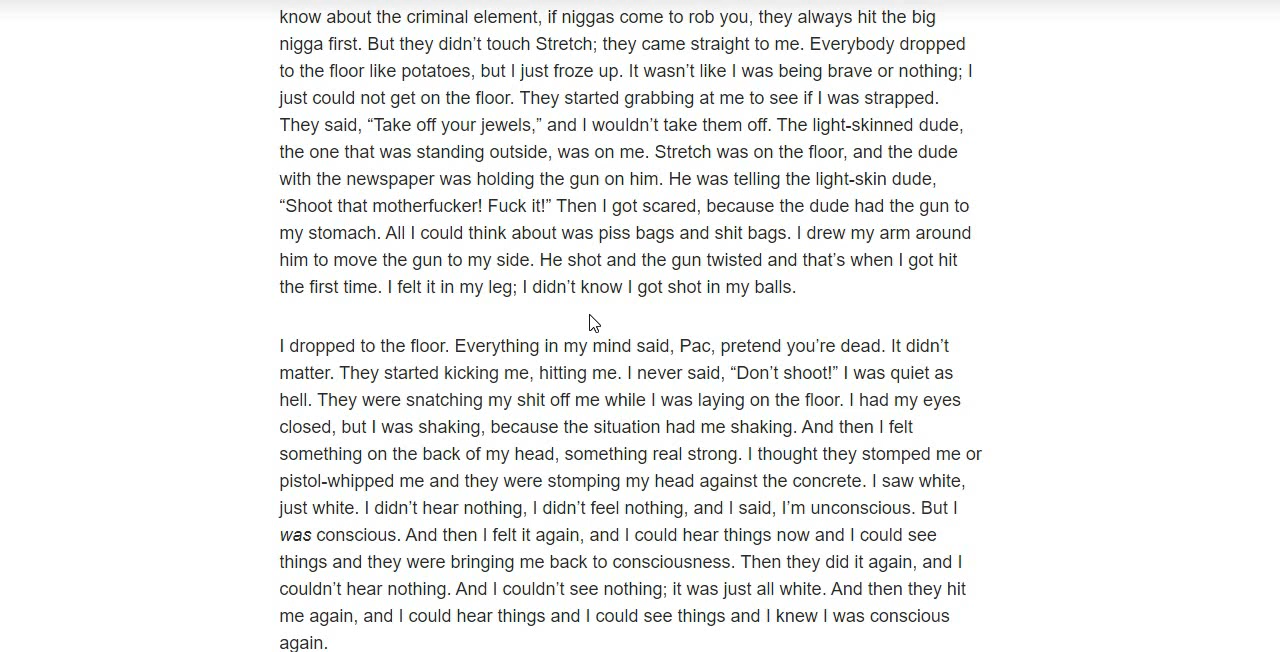 know about the criminal element, if niggas come to rob you, they always hit the big
nigga first. But they didn’t touch Stretch; they came straight to me. Everybody dropped
to the floor like potatoes, but I just froze up. It wasn’t like I was being brave or nothing; I
just could not get on the floor. They started grabbing at me to see if I was strapped.
They said, “Take off your jewels,” and I wouldn’t take them off. The light-skinned dude,
the one that was standing outside, was on me. Stretch was on the floor, and the dude
with the newspaper was holding the gun on him. He was telling the light-skin dude,
“Shoot that motherfucker! Fuck it!” Then I got scared, because the dude had the gun to
my stomach. All I could think about was piss bags and shit bags. I drew my arm around
him to move the gun to my side. He shot and the gun twisted and that’s when I got hit
the first time. I felt it in my leg; I didn’t know I got shot in my balls.
I dropped to the floor. Everything in my mind said, Pac, pretend you’re dead. It didn’t
matter. They started kicking me, hitting me. I never said, “Don’t shoot!” I was quiet as
hell. They were snatching my shit off me while I was laying on the floor. I had my eyes
closed, but I was shaking, because the situation had me shaking. And then I felt
something on the back of my head, something real strong. I thought they stomped me or
pistol-whipped me and they were stomping my head against the concrete. I saw white,
just white. I didn’t hear nothing, I didn’t feel nothing, and I said, I’m unconscious. But I
was conscious. And then I felt it again, and I could hear things now and I could see
things and they were bringing me back to consciousness. Then they did it again, and I
couldn’t hear nothing. And I couldn’t see nothing; it was just all white. And then they hit
me again, and I could hear things and I could see things and I knew I was conscious
again.